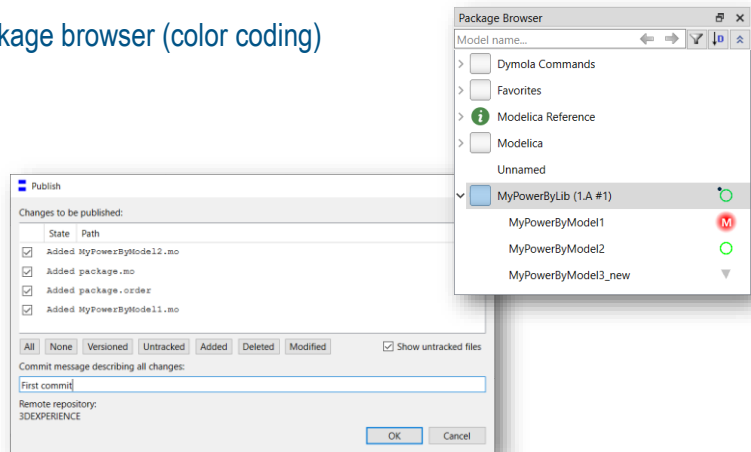 kage browser (color coding)
Package Browser
Model name...
Dymola Commands
Favorites
Modelica Reference
Modelica
Unnamed
MyPowerByLib (1.A #1)
MyPowerByModel1
M
MyPowerByModel2
MyPowerByModel3_new
Publish
Changes to be published:
State Path
Added MyPowerByModel2.mo
Added package.mo
Added package.order
Added MyPowerByModel1.mo
All None Versioned Untracked Added Deleted Modified Show untracked files
Commit message describing all changes:
First commit
Remote repository:
3DEXPERIENCE
OK Cancel